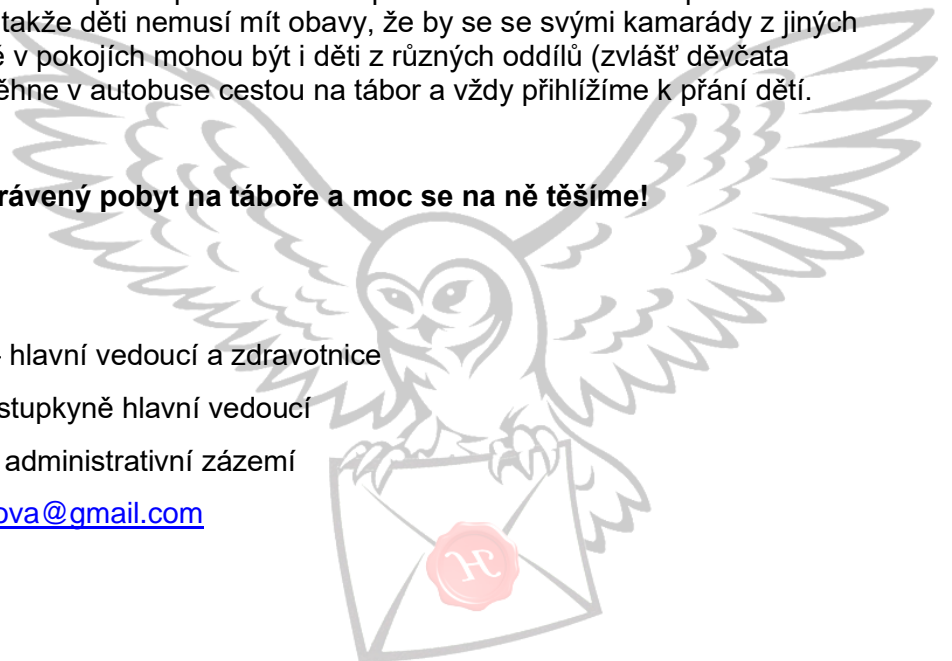 takže děti nemusí mít obavy, že by se se svými kamarády z jiných
v pokojích mohou být i děti z různých oddílů (zvlášť děvčata
ěhne v autobuse cestou na tábor a vždy přihlížíme k přání dětí.
rávený pobyt na táboře a moc se na ně těšíme!
- hlavní vedoucí a zdravotnice
stupkyně hlavní vedoucí
administrativní zázemí
ova@gmail.com
H